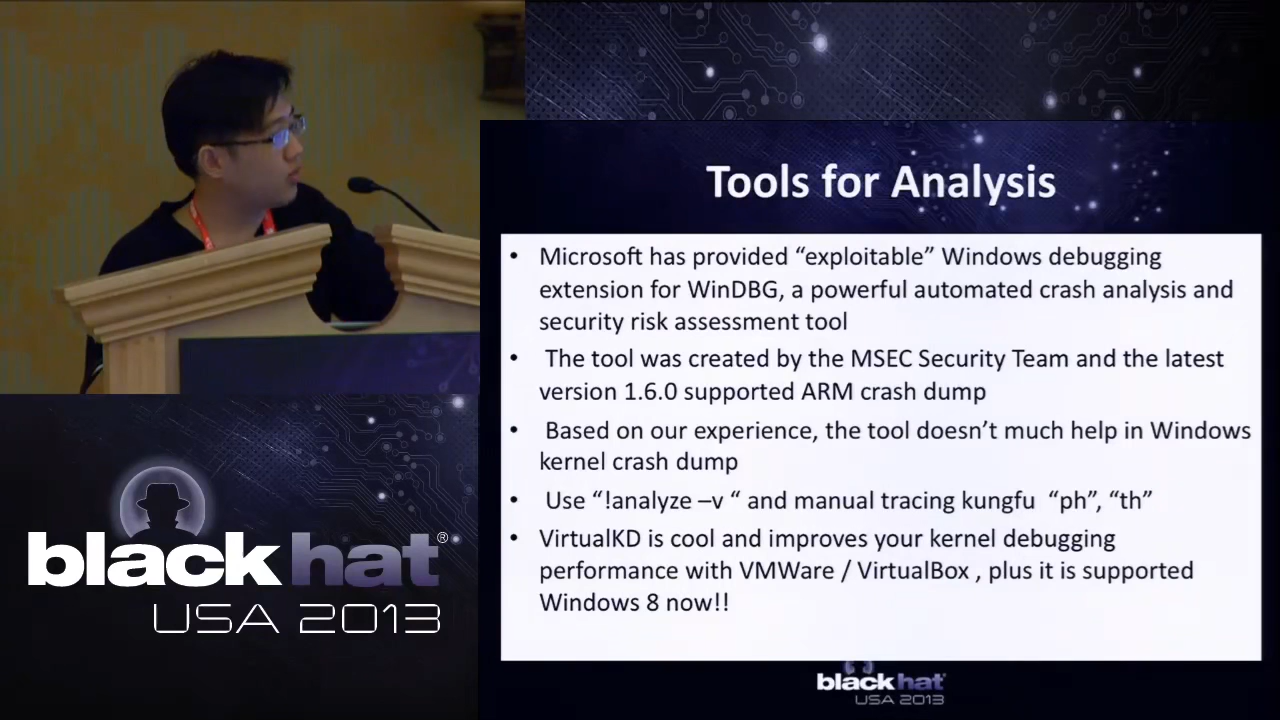 Tools for Analysis
• Microsoft has provided “exploitable” Windows debugging
extension for WinDBG, a powerful automated crash analysis and
security risk assessment tool
• The tool was created by the MSEC Security Team and the latest
version 1.6.0 supported ARM crash dump
• Based on our experience, the tool doesn’t much help in Windows
kernel crash dump
• Use “!analyze –v “ and manual tracing kungfu “ph”, “th”
• VirtualKD is cool and improves your kernel debugging
performance with VMWare / VirtualBox , plus it is supported
Windows 8 now!!
black hat®
USA 2013
black hat®
USA 2013